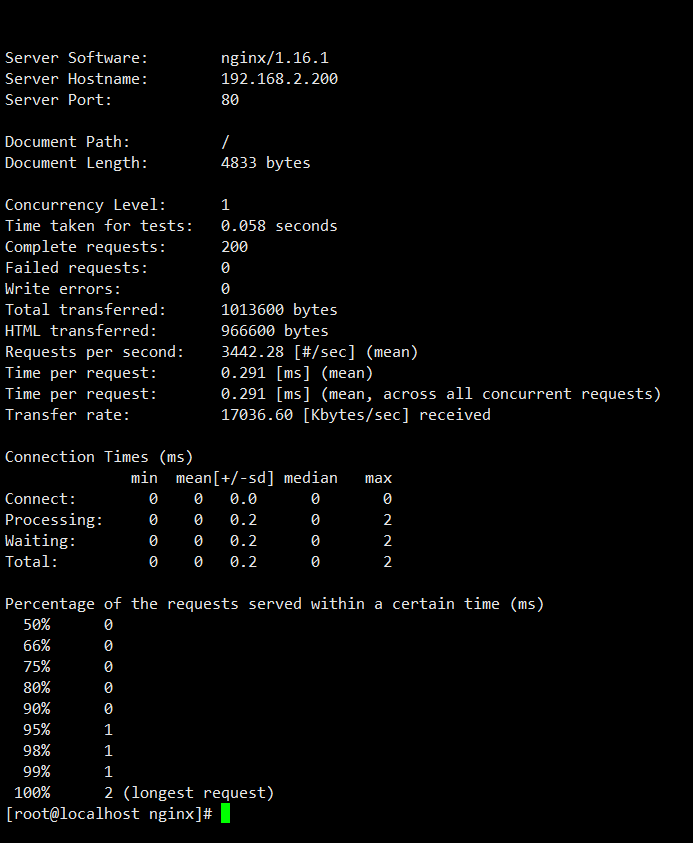 Server Software:        nginx/1.16.1
Server Hostname:        192.168.2.200
Server Port:            80

Document Path:          /
Document Length:        4833 bytes

Concurrency Level:      1
Time taken for tests:   0.058 seconds
Complete requests:      200
Failed requests:        0
Write errors:           0
Total transferred:      1013600 bytes
HTML transferred:       966600 bytes
Requests per second:    3442.28 [#/sec] (mean)
Time per request:       0.291 [ms] (mean)
Time per request:       0.291 [ms] (mean, across all concurrent requests)
Transfer rate:          17036.60 [Kbytes/sec] received

Connection Times (ms)
              min  mean[+/-sd] median   max
Connect:        0    0   0.0      0       0
Processing:     0    0   0.2      0       2
Waiting:        0    0   0.2      0       2
Total:          0    0   0.2      0       2

Percentage of the requests served within a certain time (ms)
  50%      0
  66%      0
  75%      0
  80%      0
  90%      0
  95%      1
  98%      1
  99%      1
 100%      2 (longest request)
[root@localhost nginx]#